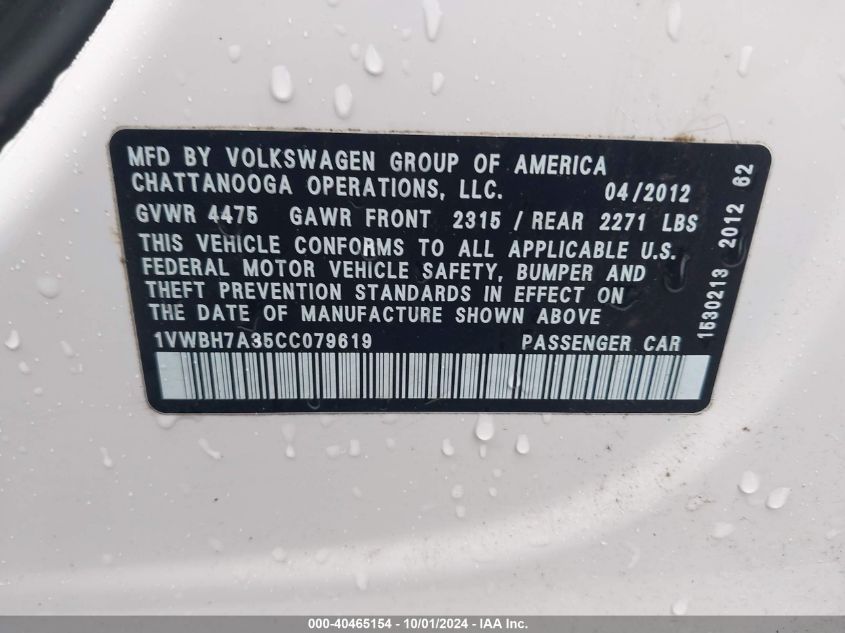 MFD BY VOLKSWAGEN GROUP OF AMERICA
CHATTANOOGA OPERATIONS, LLC. 04/2012
GVWR 4475 GAWR FRONT 2315 / REAR 2271 LBS
THIS VEHICLE CONFORMS TO ALL APPLICABLE U.S.
FEDERAL MOTOR VEHICLE SAFETY, BUMPER AND
THEFT PREVENTION STANDARDS IN EFFECT ON
THE DATE OF MANUFACTURE SHOWN ABOVE
1VWBH7A35CC079619 PASSENGER CAR
1530213 2012 62
000-40465154 - 10/01/2024 - IAA Inc.